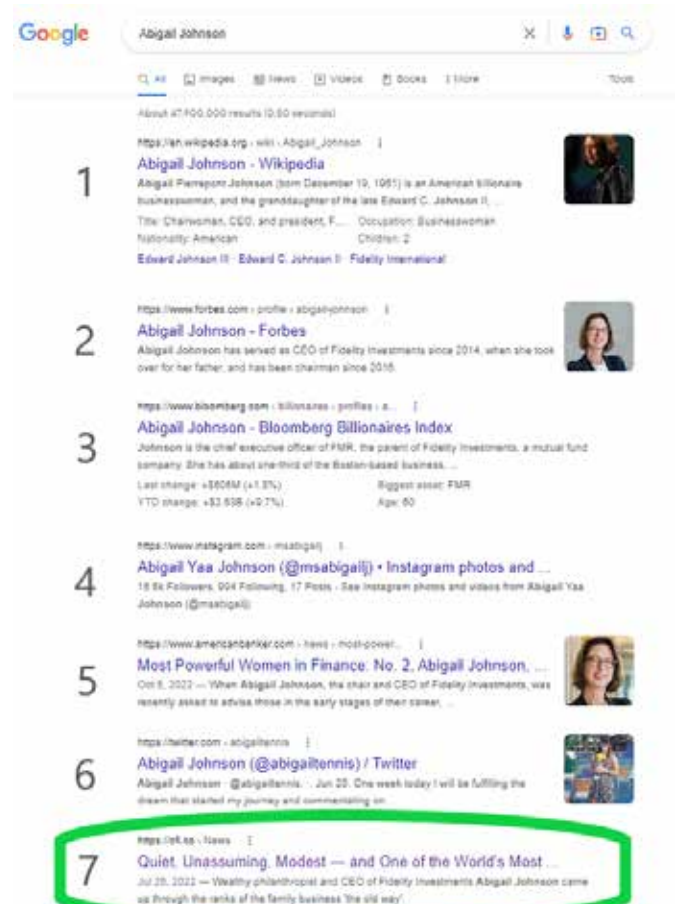 Google
Abigail Johnson
All Images News Videos Books More Tools
About 47,900,000 results (0.60 seconds)
https://en.wikipedia.org › wiki › Abigail_Johnson
1
Abigail Johnson - Wikipedia
Abigail Pierrepont Johnson (born December 19, 1961) is an American billionaire
businesswoman, and the granddaughter of the late Edward C. Johnson II, ...
Title: Chairwoman, CEO, and president, F... Occupation: Businesswoman
Nationality: American Children: 2
Edward Johnson III · Edward C. Johnson II · Fidelity International
https://www.forbes.com › profile › abigail-johnson
2
Abigail Johnson - Forbes
Abigail Johnson has served as CEO of Fidelity Investments since 2014, when she took
over for her father, and has been chairman since 2016.
https://www.bloomberg.com › billionaires › profiles › a...
3
Abigail Johnson - Bloomberg Billionaires Index
Johnson is the chief executive officer of FMR, the parent of Fidelity Investments, a mutual fund
company. She has about one-third of the Boston-based business. ...
Last change: +$606M Biggest asset: FMR
YTD change: Age: 60
https://www.instagram.com › msabigailj
4
Abigail Yaa Johnson (@msabigailj) • Instagram photos and ...
Followers, 994 Following, 17 Posts - See Instagram photos and videos from Abigail Yaa
Johnson (@msabigailj)
https://www.americanbanker.com › news › most-power...
5
Most Powerful Women in Finance: No. 2, Abigail Johnson, ...
2022 — When Abigail Johnson, the chair and CEO of Fidelity Investments, was
recently asked to advise those in the early stages of their career, ...
https://twitter.com › abigailtennis
6
Abigail Johnson (@abigailtennis) / Twitter
Abigail Johnson · @abigailtennis. · Jun 20. One week today I will be fulfilling the
dream that started my journey and commentating on...
› News
7
Quiet, Unassuming, Modest — and One of the World's Most ...
2022 — Wealthy philanthropist and CEO of Fidelity Investments Abigail Johnson came
up through the ranks of the family business 'the old way'.